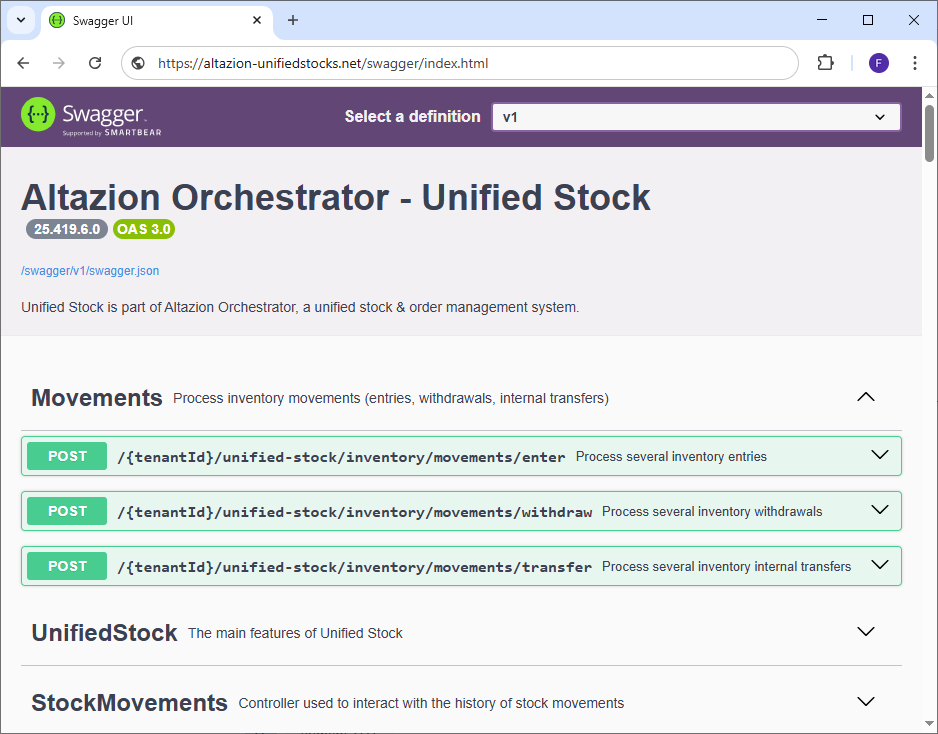 Swagger UI
https://altazion-unifiedstocks.net/swagger/index.html
F
Swagger.
Supported by SMARTBEAR
Select a definition
v1
Altazion Orchestrator - Unified Stock
25.419.6.0 OAS 3.0
/swagger/v1/swagger.json
Unified Stock is part of Altazion Orchestrator, a unified stock & order management system.
Movements Process inventory movements (entries, withdrawals, internal transfers)
POST /{tenantId}/unified-stock/inventory/movements/enter Process several inventory entries
POST /{tenantId}/unified-stock/inventory/movements/withdraw Process several inventory withdrawals
POST /{tenantId}/unified-stock/inventory/movements/transfer Process several inventory internal transfers
UnifiedStock The main features of Unified Stock
StockMovements Controller used to interact with the history of stock movements